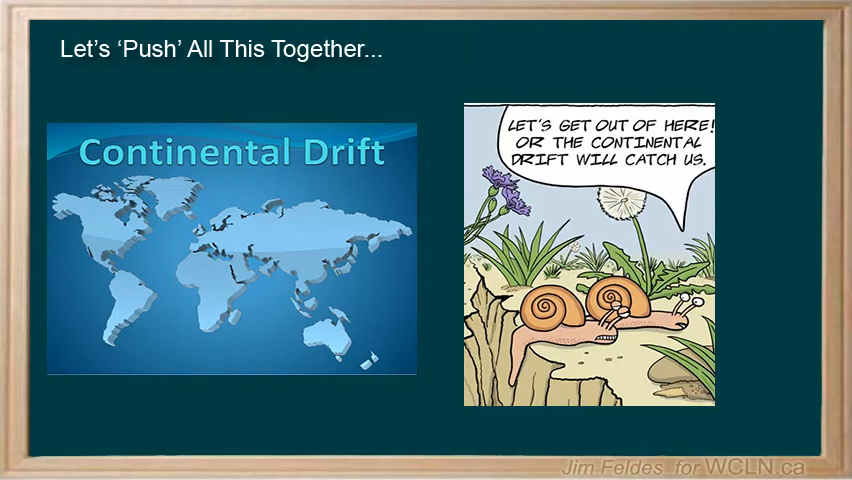 Let's ‘Push’ All This Together...
Continental Drift
LET'S GET OUT OF HERE!
OR THE CONTINENTAL
DRIFT WILL CATCH US.
Jim Feldes for WCLN.ca